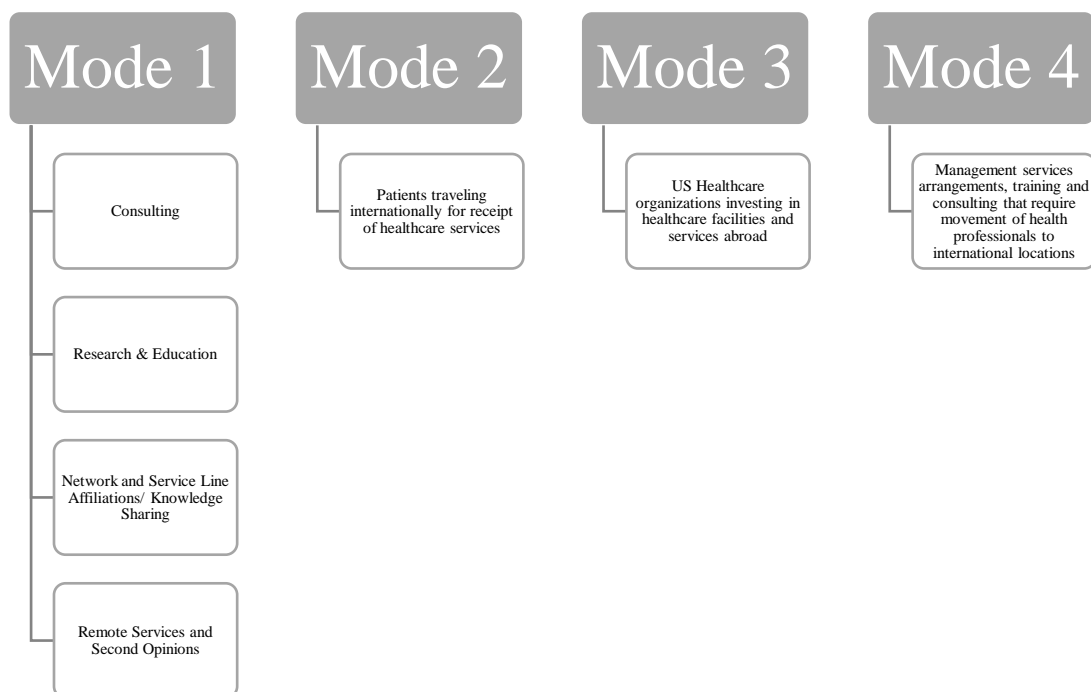 Mode 1
Consulting
Research & Education
Network and Service Line
Affiliations/ Knowledge
Sharing
Remote Services and
Second Opinions
Mode 2
Patients traveling
internationally for receipt
of healthcare services
Mode 3
US Healthcare
organizations investing in
healthcare facilities and
services abroad
Mode 4
Management services
arrangements, training and
consulting that require
movement of health
professionals to
international locations